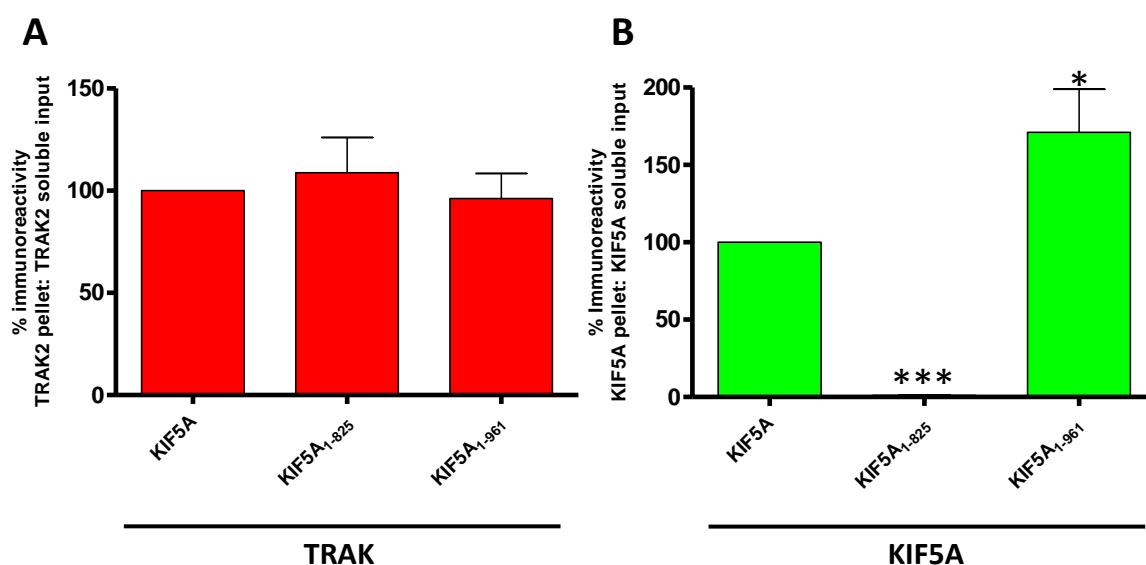 A
% immunoreactivity
TRAK2 pellet: TRAK2 soluble input
150
100
50
0
KIF5A
KIF5A₁₋₈₂₅
KIF5A₁₋₉₆₁
TRAK
B
% Immunoreactivity
KIF5A pellet: KIF5A soluble input
200
150
100
50
0
***
*
KIF5A
KIF5A₁₋₈₂₅
KIF5A₁₋₉₆₁
KIF5A